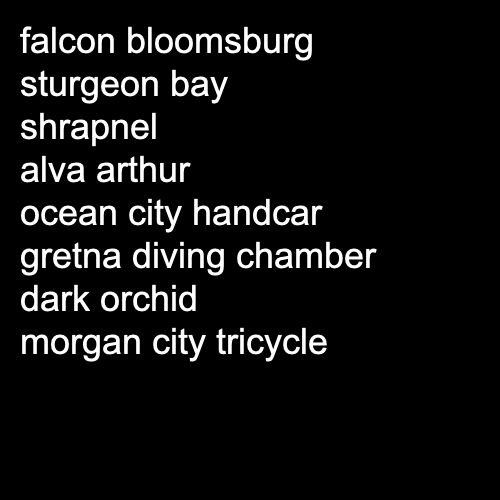 falcon bloomsburg
sturgeon bay
shrapnel
alva arthur
ocean city handcar
gretna diving chamber
dark orchid
morgan city tricycle